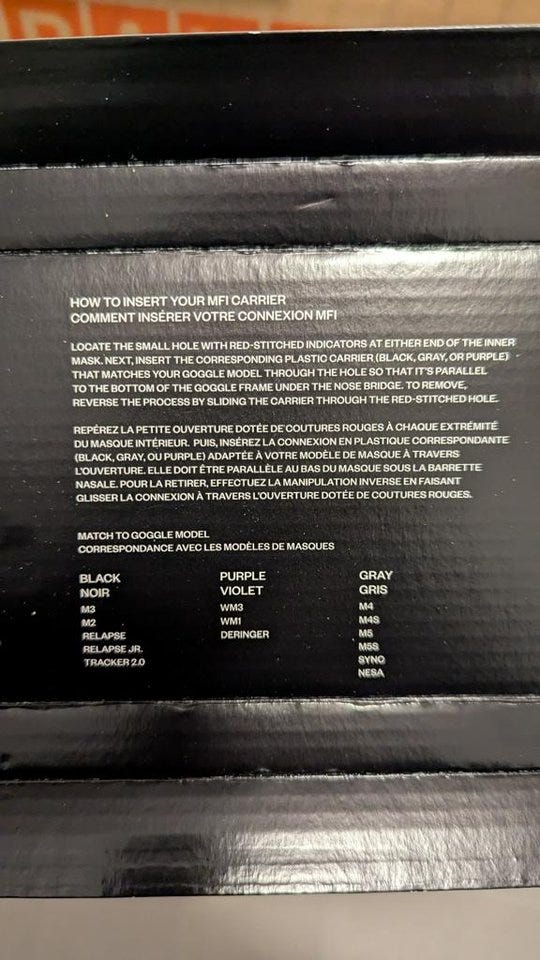 HOW TO INSERT YOUR MFI CARRIER
COMMENT INSÉRER VOTRE CONNEXION MFI
LOCATE THE SMALL HOLE WITH RED-STITCHED INDICATORS AT EITHER END OF THE INNER
MASK. NEXT, INSERT THE CORRESPONDING PLASTIC CARRIER (BLACK, GRAY, OR PURPLE)
THAT MATCHES YOUR GOGGLE MODEL THROUGH THE HOLE SO THAT IT'S PARALLEL
TO THE BOTTOM OF THE GOGGLE FRAME UNDER THE NOSE BRIDGE. TO REMOVE,
REVERSE THE PROCESS BY SLIDING THE CARRIER THROUGH THE RED-STITCHED HOLE.
REPÉREZ LA PETITE OUVERTURE DOTÉE DE COUTURES ROUGES À CHAQUE EXTRÉMITÉ
DU MASQUE INTÉRIEUR. PUIS, INSÉREZ LA CONNEXION EN PLASTIQUE CORRESPONDANTE
(BLACK, GRAY, OU PURPLE) ADAPTÉE À VOTRE MODÈLE DE MASQUE À TRAVERS
L'OUVERTURE. ELLE DOIT ÊTRE PARALLÈLE AU BAS DU MASQUE SOUS LA BARRETTE
NASALE. POUR LA RETIRER, EFFECTUEZ LA MANIPULATION INVERSE EN FAISANT
GLISSER LA CONNEXION À TRAVERS L'OUVERTURE DOTÉE DE COUTURES ROUGES.
MATCH TO GOGGLE MODEL
CORRESPONDANCE AVEC LES MODÈLES DE MASQUES
BLACK
NOIR
M3
M2
RELAPSE
RELAPSE JR.
TRACKER 2.0
PURPLE
VIOLET
WM3
WM1
DERINGER
GRAY
GRIS
M4
M4S
M5
M5S
SYNC
NESA